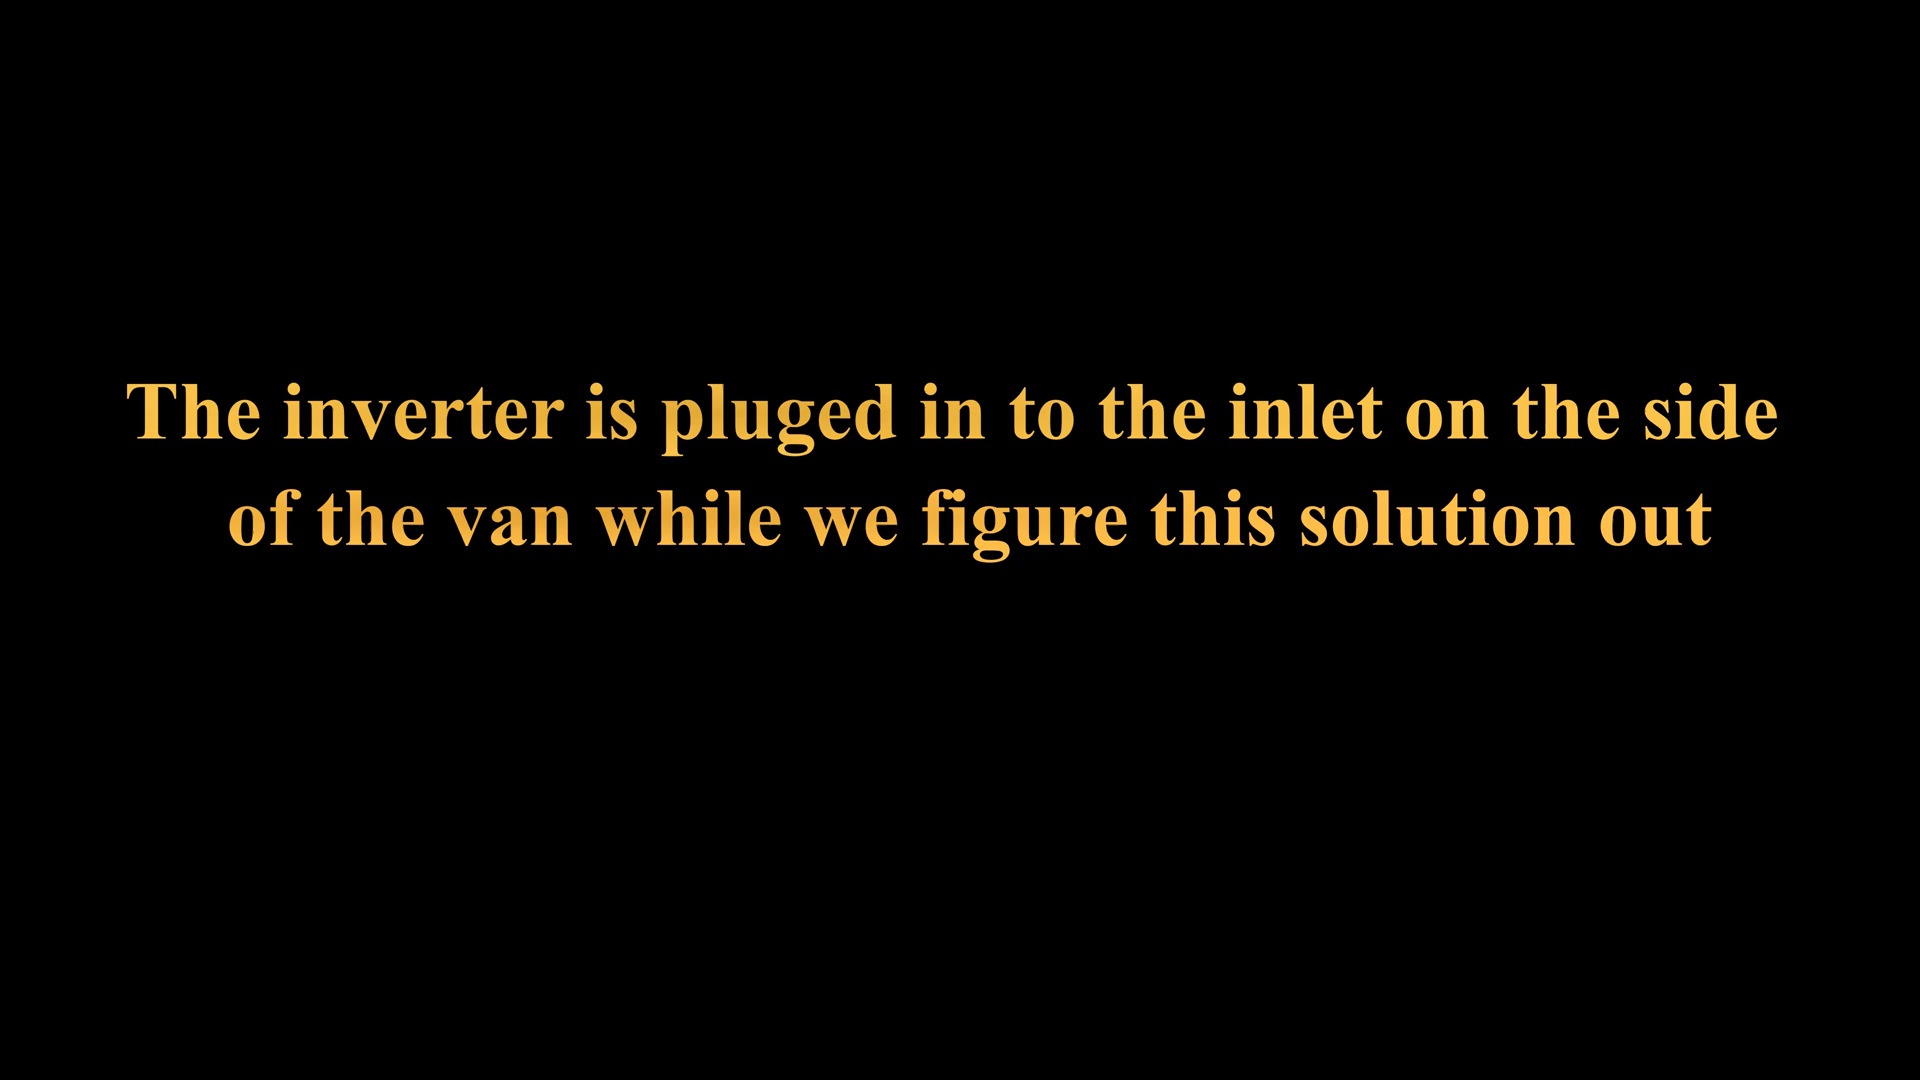 The inverter is pluged in to the inlet on the side
of the van while we figure this solution out